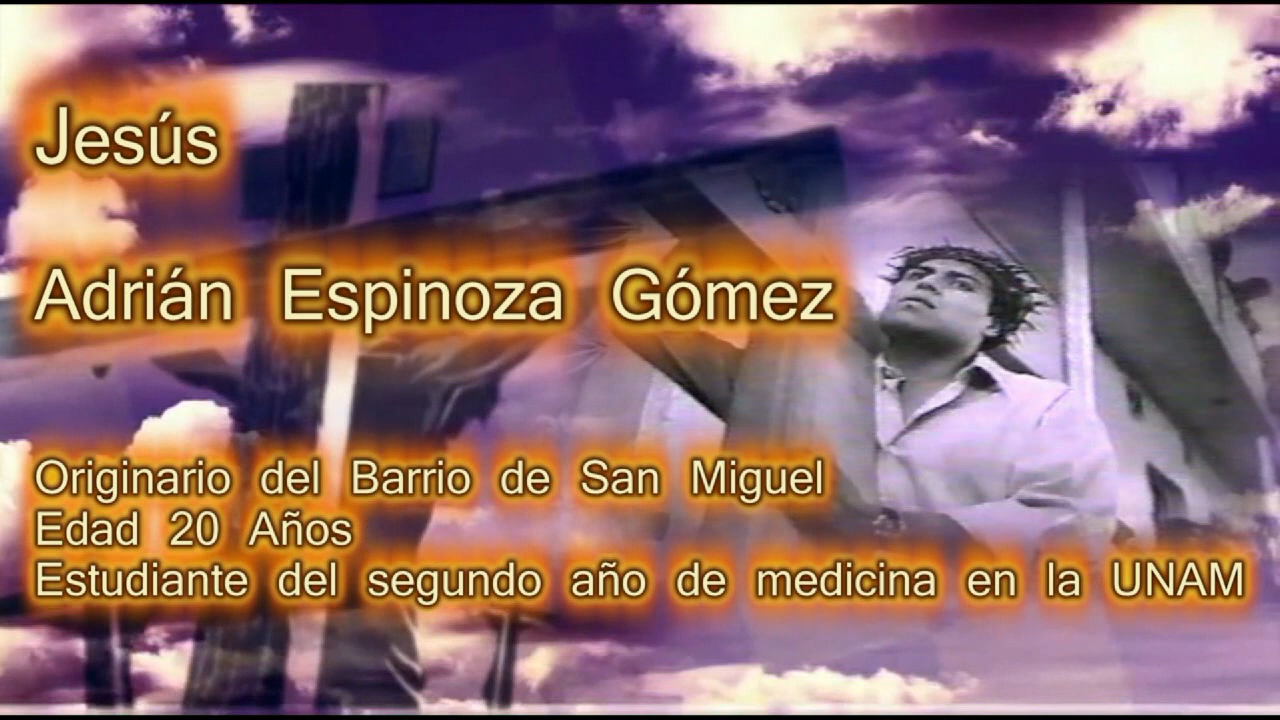 Jesús
Adrián Espinoza Gómez
Originario del Barrio de San Miguel
Edad 20 Años
Estudiante del segundo año de medicina en la UNAM